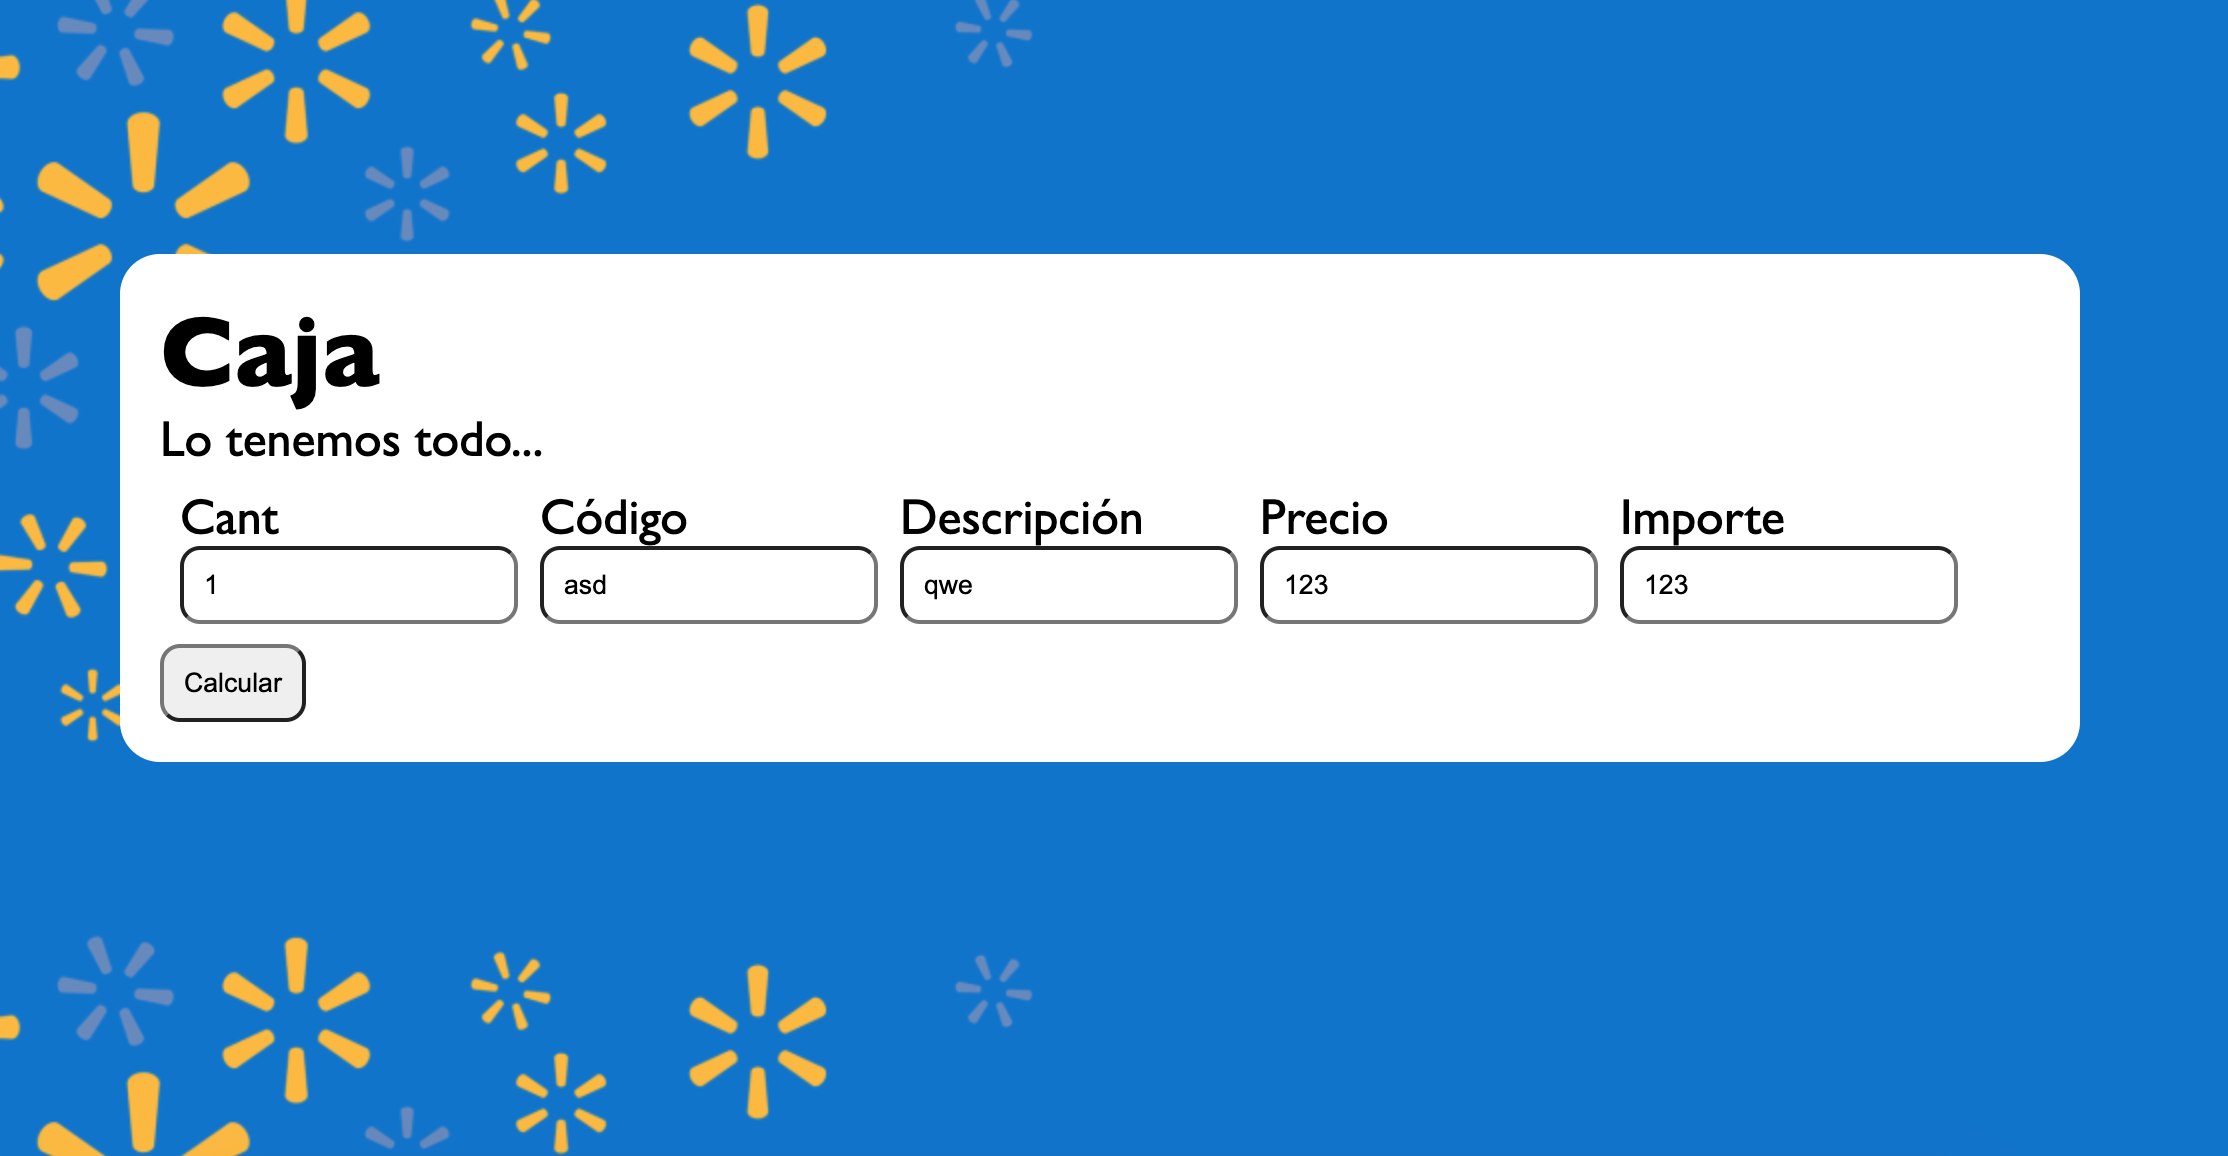 Caja
Lo tenemos todo...
Cant Código Descripción Precio Importe
1 asd qwe 123 123
Calcular